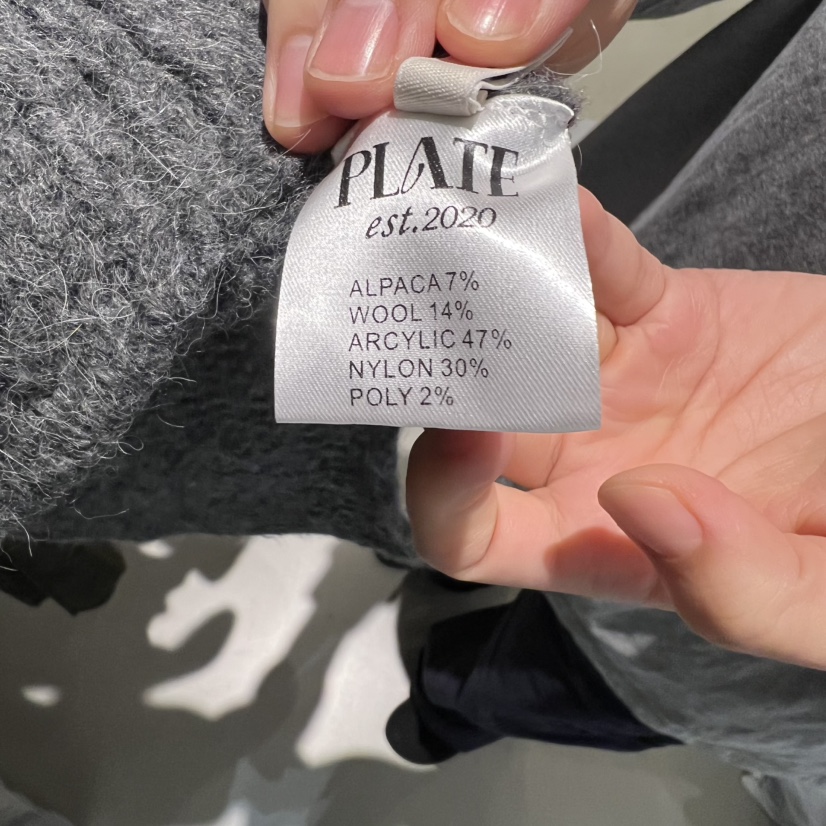 PLATE
est.2020
ALPACA 7%
WOOL 14%
ARCYLIC 47%
NYLON 30%
POLY 2%